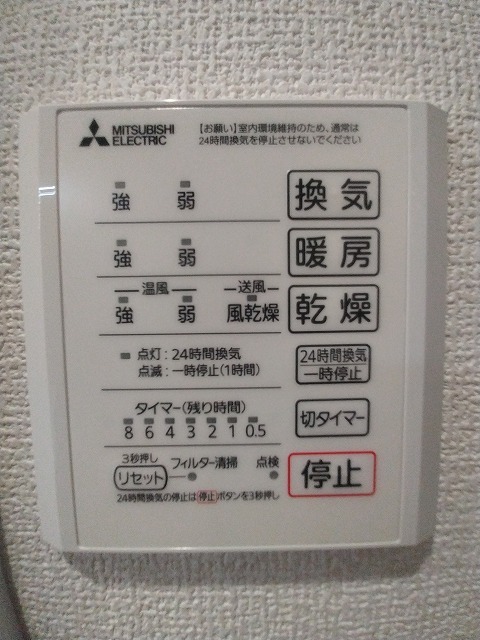 MITSUBISHI ELECTRIC
【お願い】室内環境維持のため、通常は
24時間換気を停止させないでください
強 弱 換気
強 弱 暖房
温風 送風
強 弱 風乾燥 乾燥
点灯：24時間換気
点滅：一時停止(1時間)
24時間換気
一時停止
タイマー(残り時間)
8 6 4 3 2 1 0.5
切タイマー
3秒押し
リセット フィルター清掃 点検
停止
24時間換気の停止は停止ボタンを3秒押し